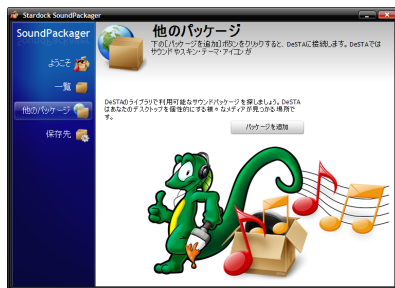 Stardock SoundPackager
SoundPackager
ようこそ
一覧
他のパッケージ
保存先
他のパッケージ
下の[パッケージを追加]ボタンをクリックすると、DeSTAに接続します。DeSTAでは
サウンドやスキン・テーマ・アイコンが
DeSTAのライブラリで利用可能なサウンドパッケージを探しましょう。DeSTA
はあなたのデスクトップを個性的にする様々なメディアが見つかる場所で
す。
パッケージを追加